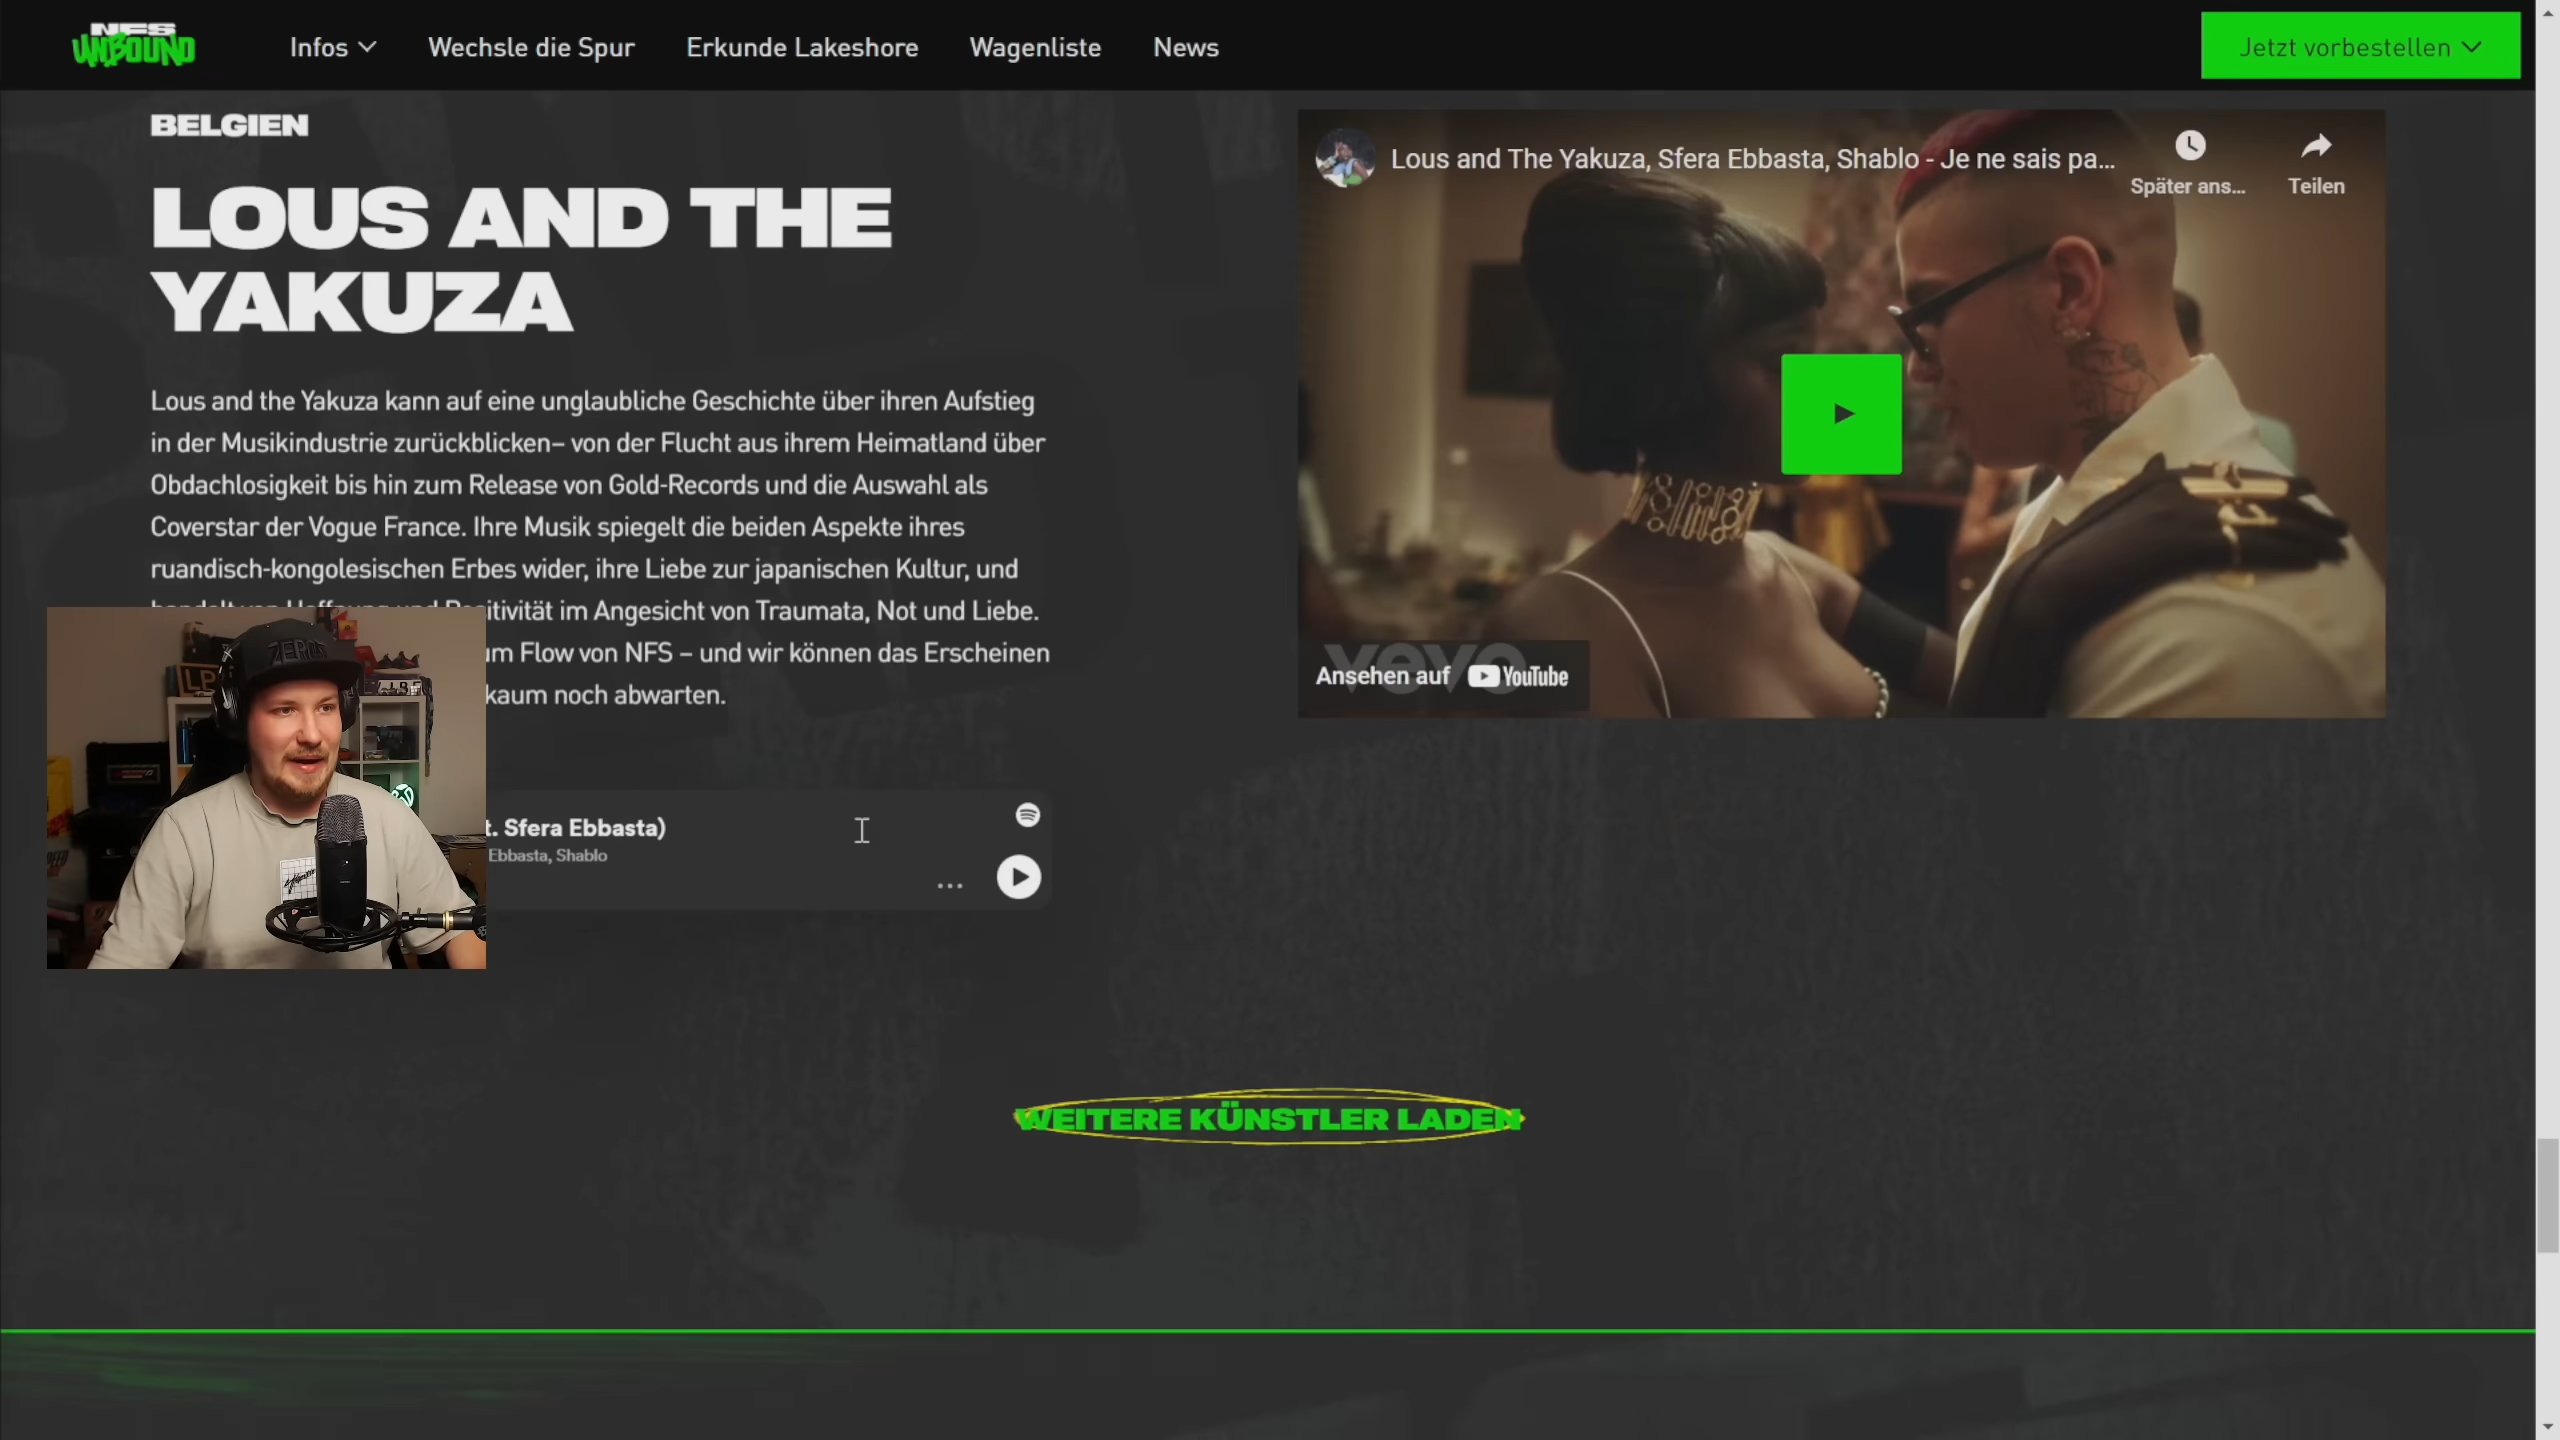 NFS
UNBOUND
Infos
Wechsle die Spur
Erkunde Lakeshore
Wagenliste
News
Jetzt vorbestellen
BELGIEN
LOUS AND THE
YAKUZA
Lous and the Yakuza kann auf eine unglaubliche Geschichte über ihren Aufstieg
in der Musikindustrie zurückblicken– von der Flucht aus ihrem Heimatland über
Obdachlosigkeit bis hin zum Release von Gold-Records und die Auswahl als
Coverstar der Vogue France. Ihre Musik spiegelt die beiden Aspekte ihres
ruandisch-kongolesischen Erbes wider, ihre Liebe zur japanischen Kultur, und
im Angesicht von Traumata, Not und Liebe.
Flow von NFS – und wir können das Erscheinen
kaum noch abwarten.
t. Sfera Ebbasta)
Ebbasta, Shablo
Lous and The Yakuza, Sfera Ebbasta, Shablo - Je ne sais pa...
Später ans...
Teilen
vevo
Ansehen auf YouTube
ZEROS
LP
WEITERE KÜNSTLER LADEN